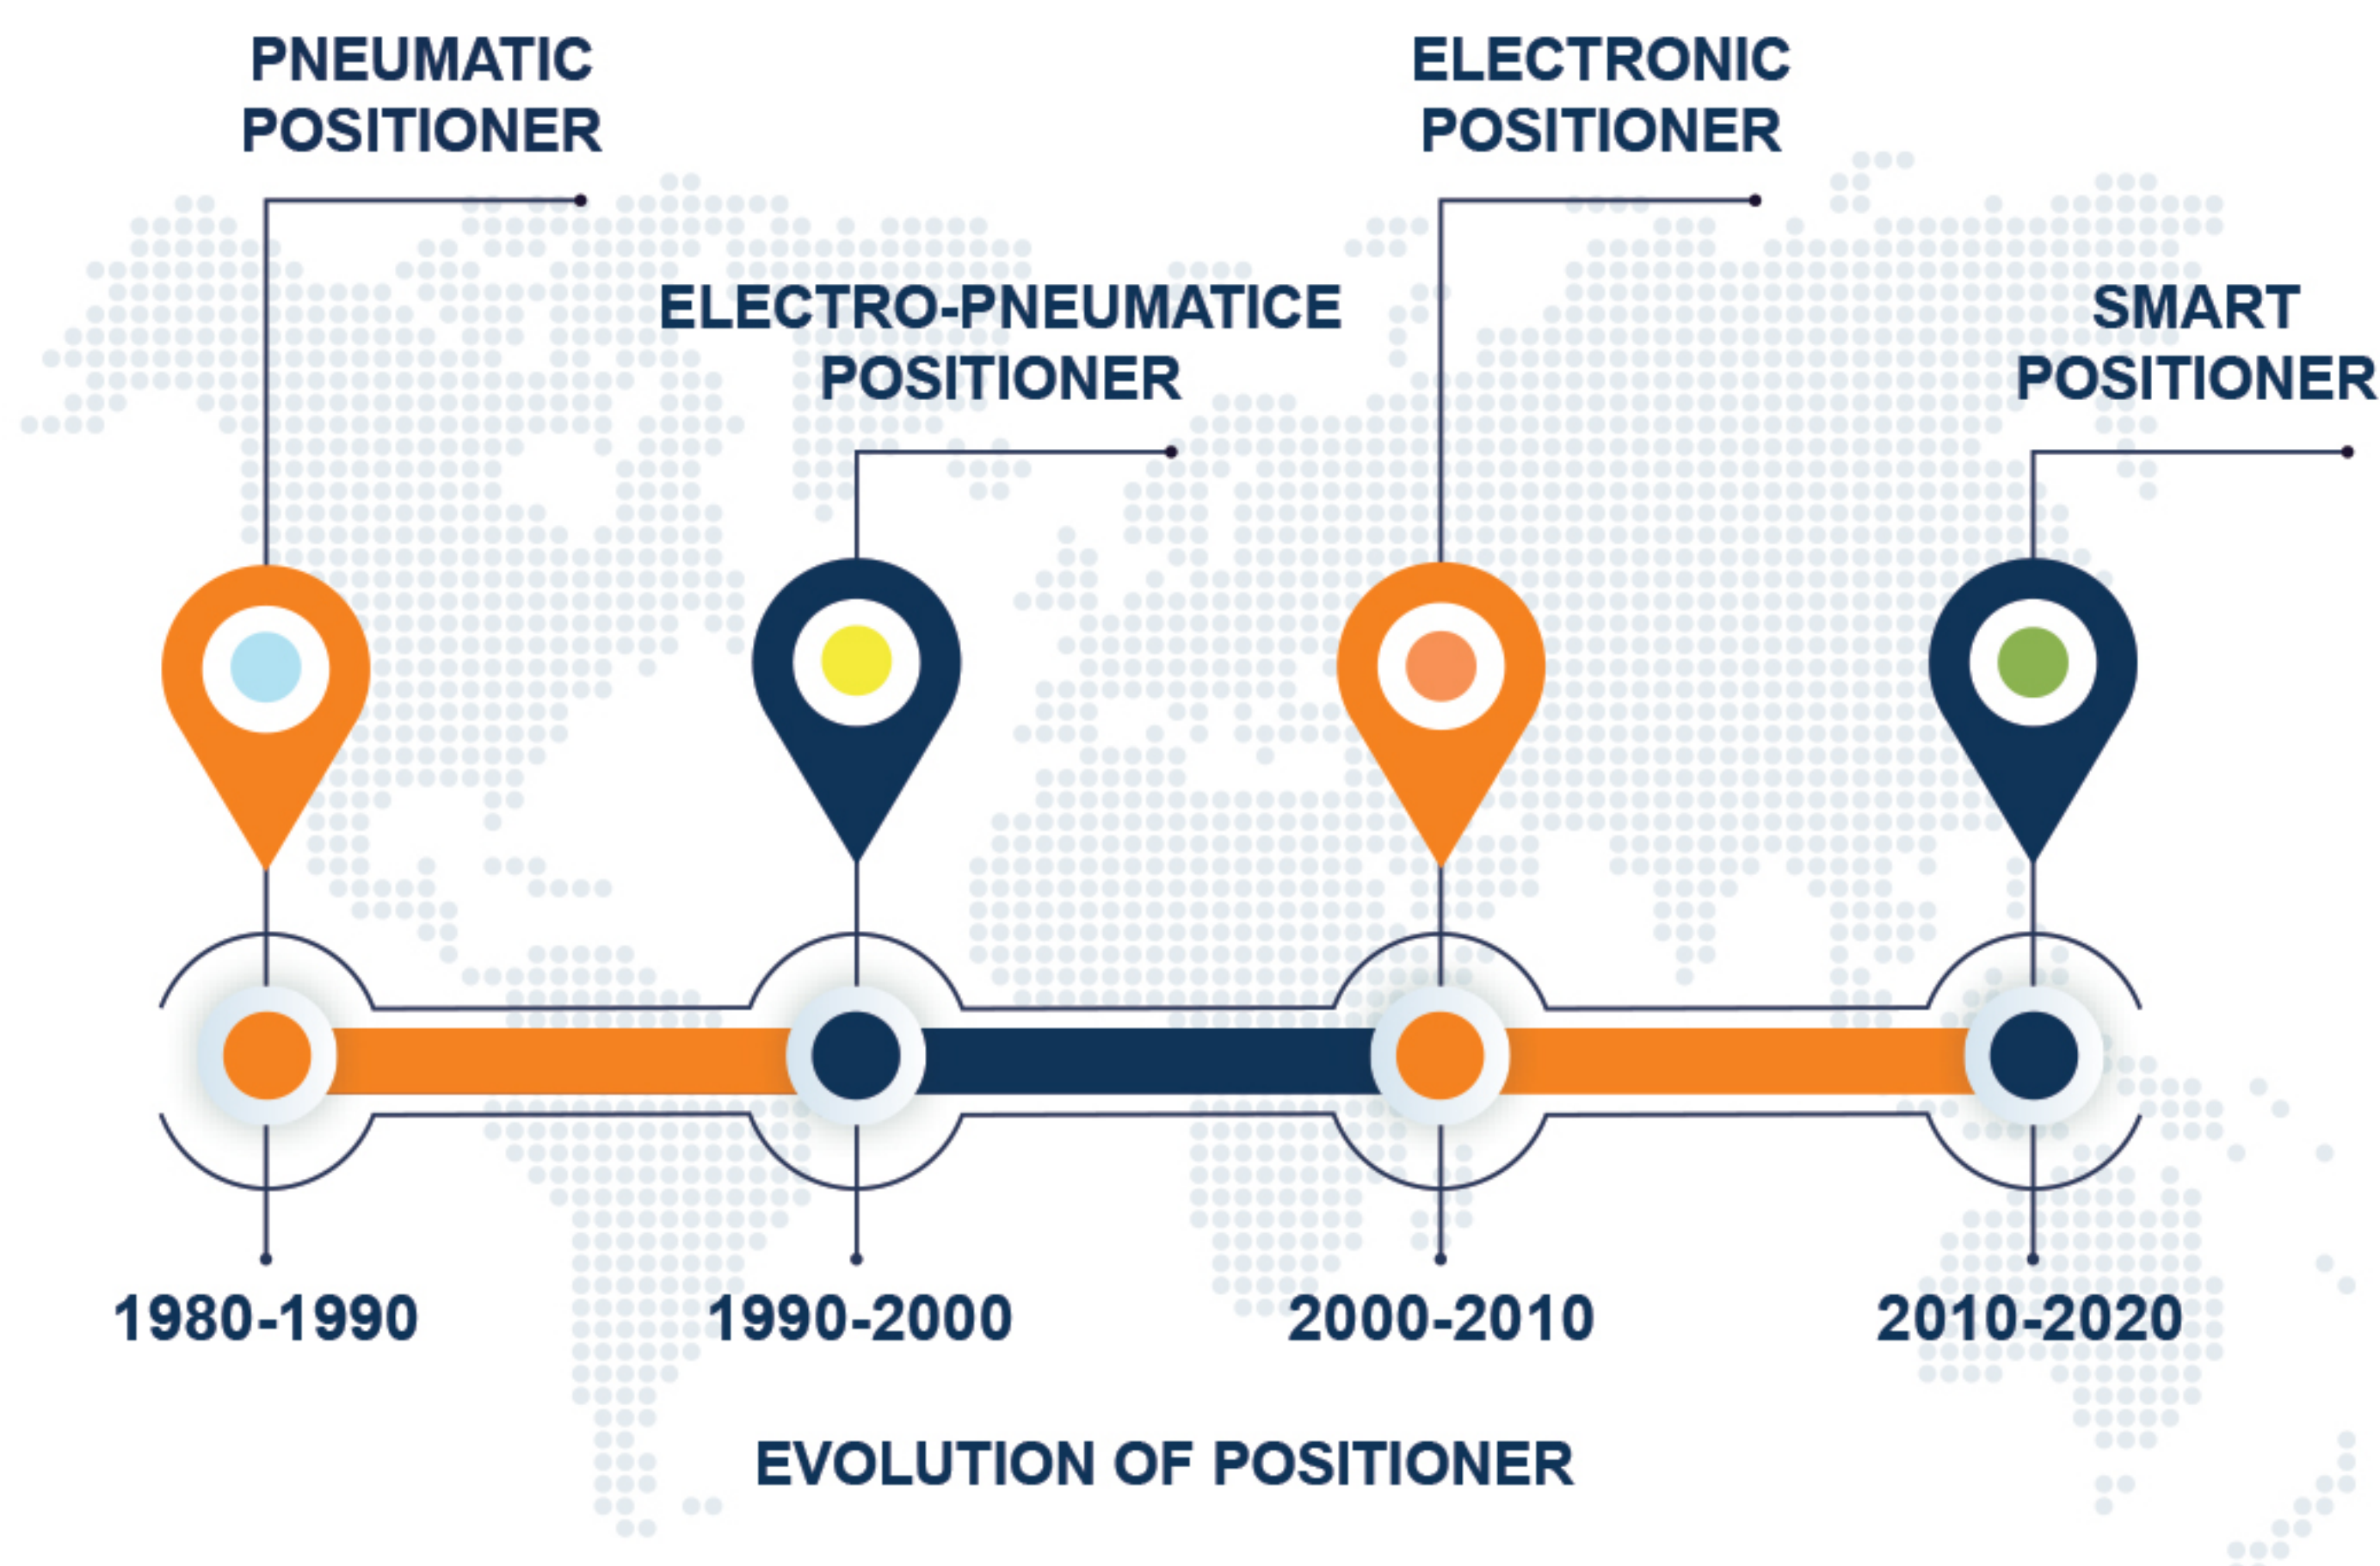 PNEUMATIC
POSITIONER
ELECTRONIC
POSITIONER
ELECTRO-PNEUMATICE
POSITIONER
SMART
POSITIONER
1980-1990
1990-2000
2000-2010
2010-2020
EVOLUTION OF POSITIONER